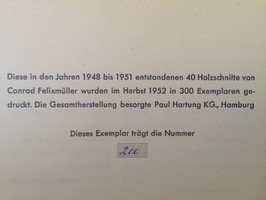 Diese in den Jahren 1948 bis 1951 entstandenen 40 Holzschnitte von
Conrad Felixmüller wurden im Herbst 1952 in 300 Exemplaren ge-
druckt. Die Gesamtherstellung besorgte Paul Hartung KG., Hamburg
Dieses Exemplar trägt die Nummer
200